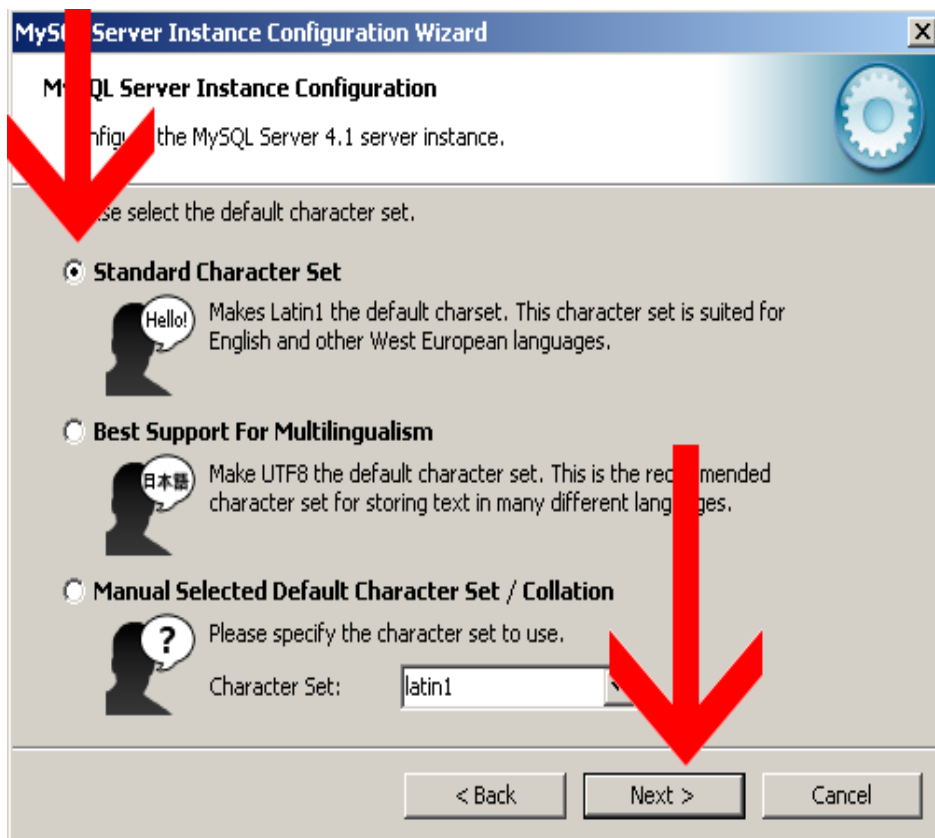 MySQL Server Instance Configuration Wizard
MySQL Server Instance Configuration
the MySQL Server 4.1 server instance.
select the default character set.
Standard Character Set
Hello!
Makes Latin1 the default charset. This character set is suited for
English and other West European languages.
Best Support For Multilingualism
日本語
Make UTF8 the default character set. This is the recommended
character set for storing text in many different languages.
Manual Selected Default Character Set / Collation
?
Please specify the character set to use.
Character Set: latin1
< Back Next > Cancel